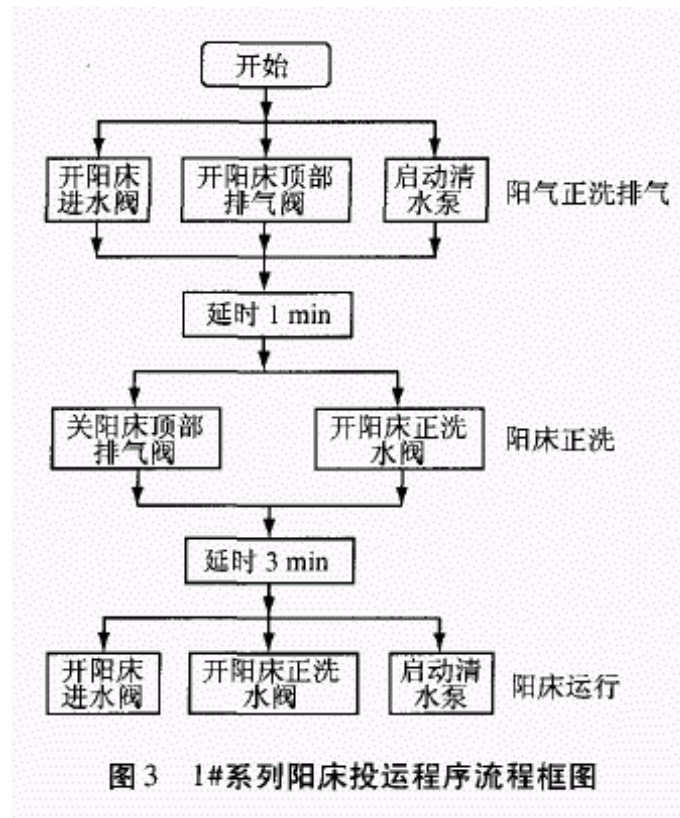 开始
开阳床
进水阀
开阳床顶部
排气阀
启动清
水泵
阳气正洗排气
延时 1 min
关阳床顶部
排气阀
开阳床正洗
水阀
阳床正洗
延时 3 min
开阳床
进水阀
开阳床正洗
水阀
启动清
水泵
阳床运行
图 3 1#系列阳床投运程序流程框图